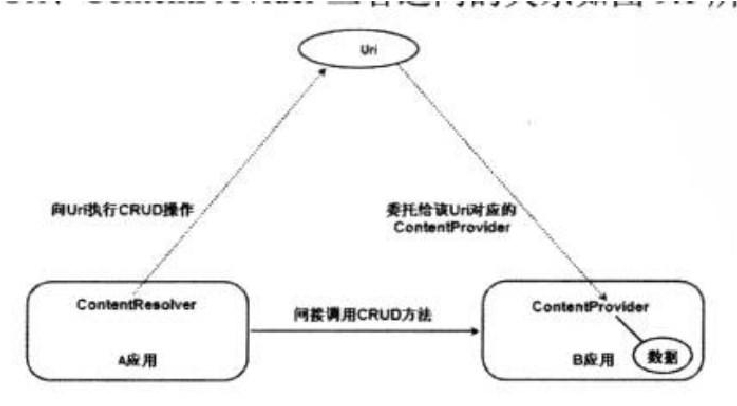 ContentProvider
Uri
向Uri执行CRUD操作
委托给该Uri对应的
ContentProvider
ContentResolver
A应用
间接调用CRUD方法
ContentProvider
B应用
数据